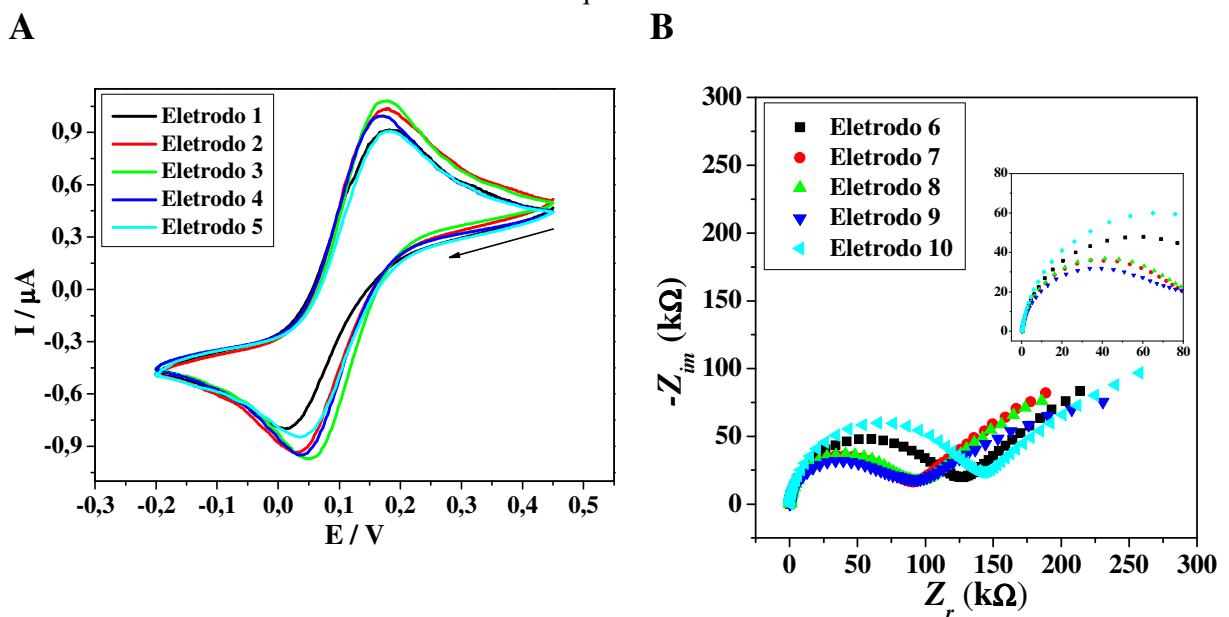 A
B
Eletrodo 1
Eletrodo 2
Eletrodo 3
Eletrodo 4
Eletrodo 5
I / µA
0,9
0,6
0,3
0,0
-0,3
-0,6
-0,9
-0,3 -0,2 -0,1 0,0 0,1 0,2 0,3 0,4 0,5
E / V
Eletrodo 6
Eletrodo 7
Eletrodo 8
Eletrodo 9
Eletrodo 10
-Z_im (kΩ)
300
250
200
-250
-200
150
100
50
0
0 50 100 150 200 250 300
Z_r (kΩ)
80
60
40
20
0
0 20 40 60 80